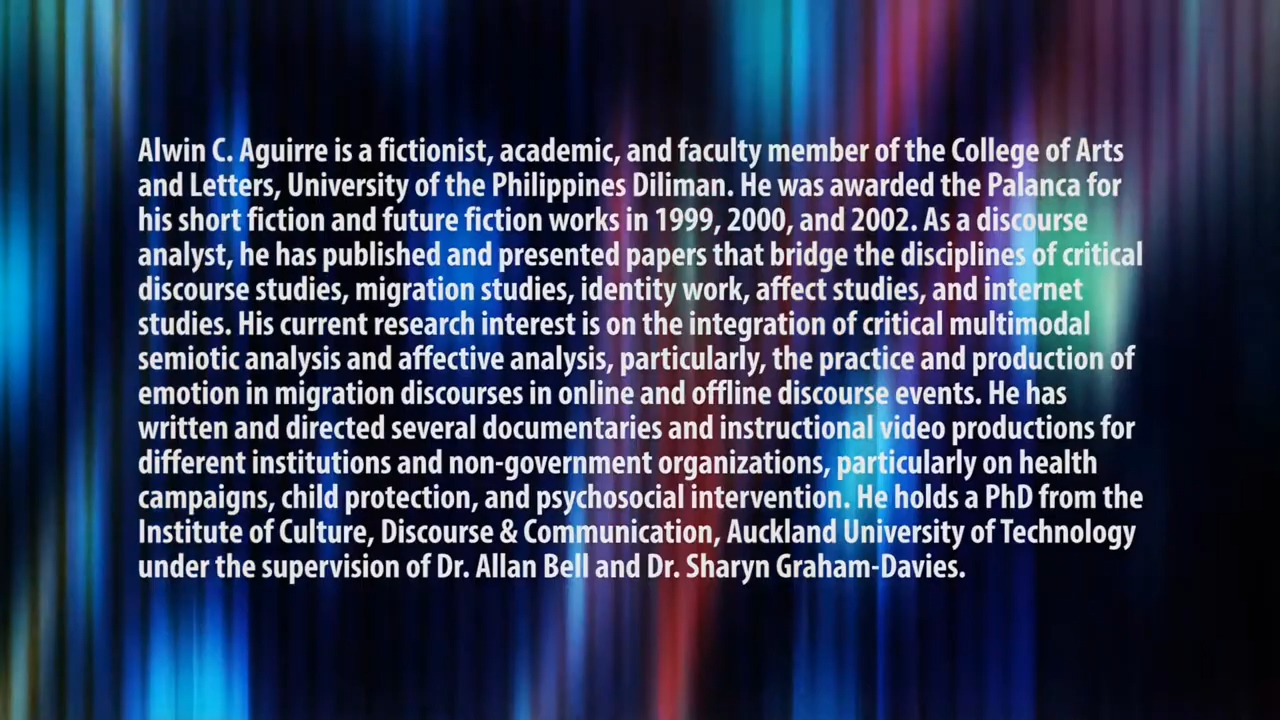 Alwin C. Aguirre is a fictionist, academic, and faculty member of the College of Arts
and Letters, University of the Philippines Diliman. He was awarded the Palanca for
his short fiction and future fiction works in 1999, 2000, and 2002. As a discourse
analyst, he has published and presented papers that bridge the disciplines of critical
discourse studies, migration studies, identity work, affect studies, and internet
studies. His current research interest is on the integration of critical multimodal
semiotic analysis and affective analysis, particularly, the practice and production of
emotion in migration discourses in online and offline discourse events. He has
written and directed several documentaries and instructional video productions for
different institutions and non-government organizations, particularly on health
campaigns, child protection, and psychosocial intervention. He holds a PhD from the
Institute of Culture, Discourse & Communication, Auckland University of Technology
under the supervision of Dr. Allan Bell and Dr. Sharyn Graham-Davies.